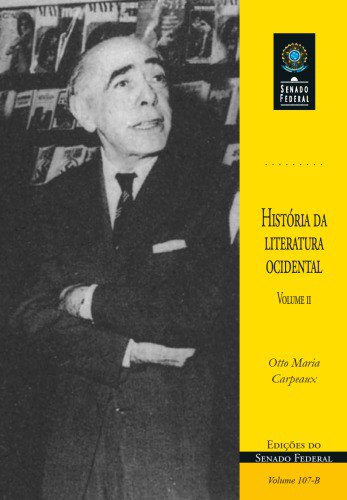 SENADO
FEDERAL
HISTÓRIA DA
LITERATURA
OCIDENTAL
VOLUME II
Otto Maria
Carpeaux
EDIÇÕES DO
SENADO FEDERAL
Volume 107-B